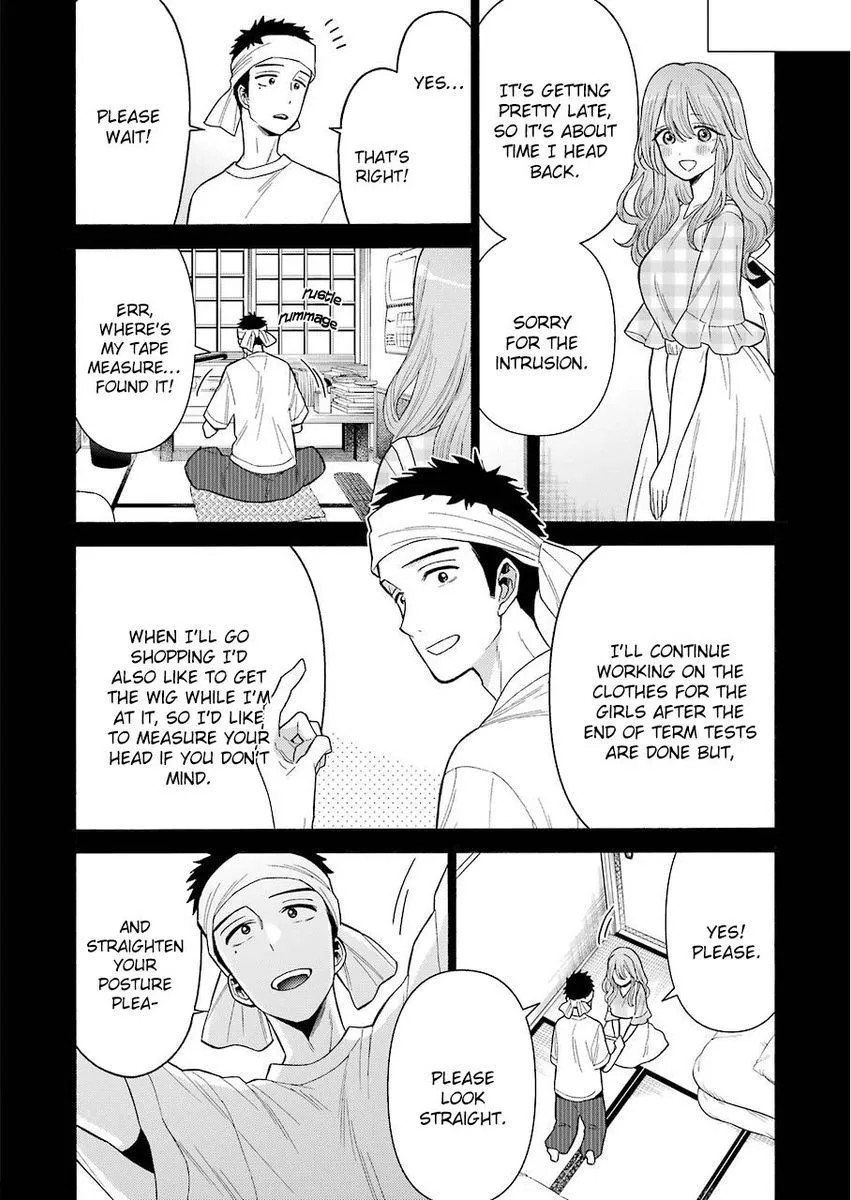 IT'S GETTING
PRETTY LATE,
SO IT'S ABOUT
TIME I HEAD
BACK.
SORRY
FOR THE
INTRUSION.
YES...
THAT'S
RIGHT!
PLEASE
WAIT!
rustle
rummage
ERR,
WHERE'S
MY TAPE
MEASURE...
FOUND IT!
I'LL CONTINUE
WORKING ON THE
CLOTHES FOR THE
GIRLS AFTER THE
END OF TERM TESTS
ARE DONE BUT,
WHEN I'LL GO
SHOPPING I'D
ALSO LIKE TO GET
THE WIG WHILE I'M
AT IT, SO I'D LIKE
TO MEASURE YOUR
HEAD IF YOU DON'T
MIND.
YES!
PLEASE.
PLEASE
LOOK
STRAIGHT.
AND
STRAIGHTEN
YOUR
POSTURE
PLEA-